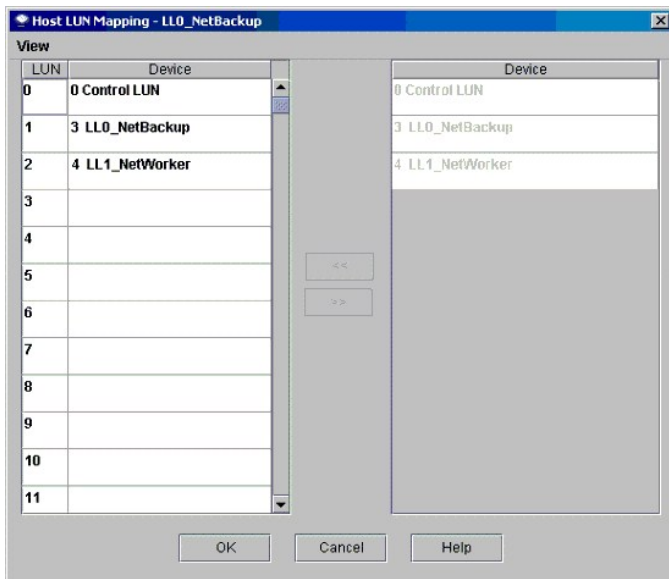 Host LUN Mapping - LL0_NetBackup
View
LUN Device
0 0 Control LUN
1 3 LL0_NetBackup
2 4 LL1_NetWorker
3
4
5
6
7
8
9
10
11
<<
>>
Device
0 Control LUN
3 LL0_NetBackup
4 LL1_NetWorker
OK Cancel Help